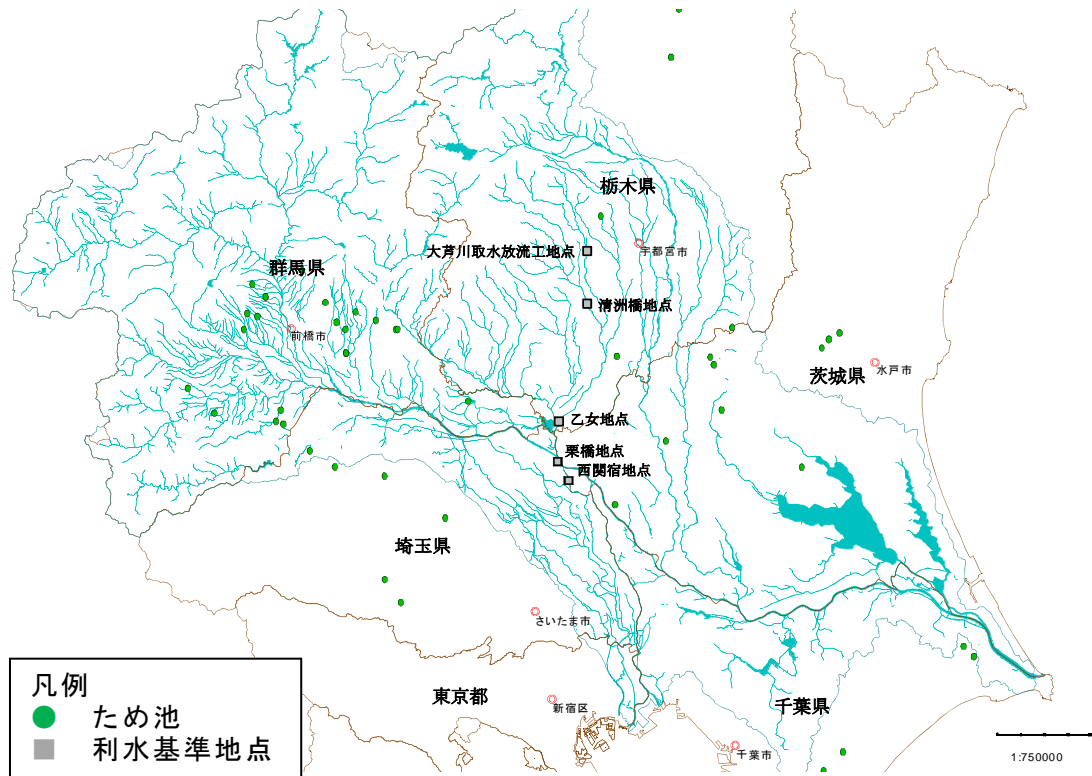 栃木県
大芦川取水放流工地点
宇都宮市
群馬県
清洲橋地点
前橋市
茨城県
水戸市
乙女地点
栗橋地点
西関宿地点
埼玉県
さいたま市
凡例
ため池
利水基準地点
東京都
新宿区
千葉県
千葉市
1:750000